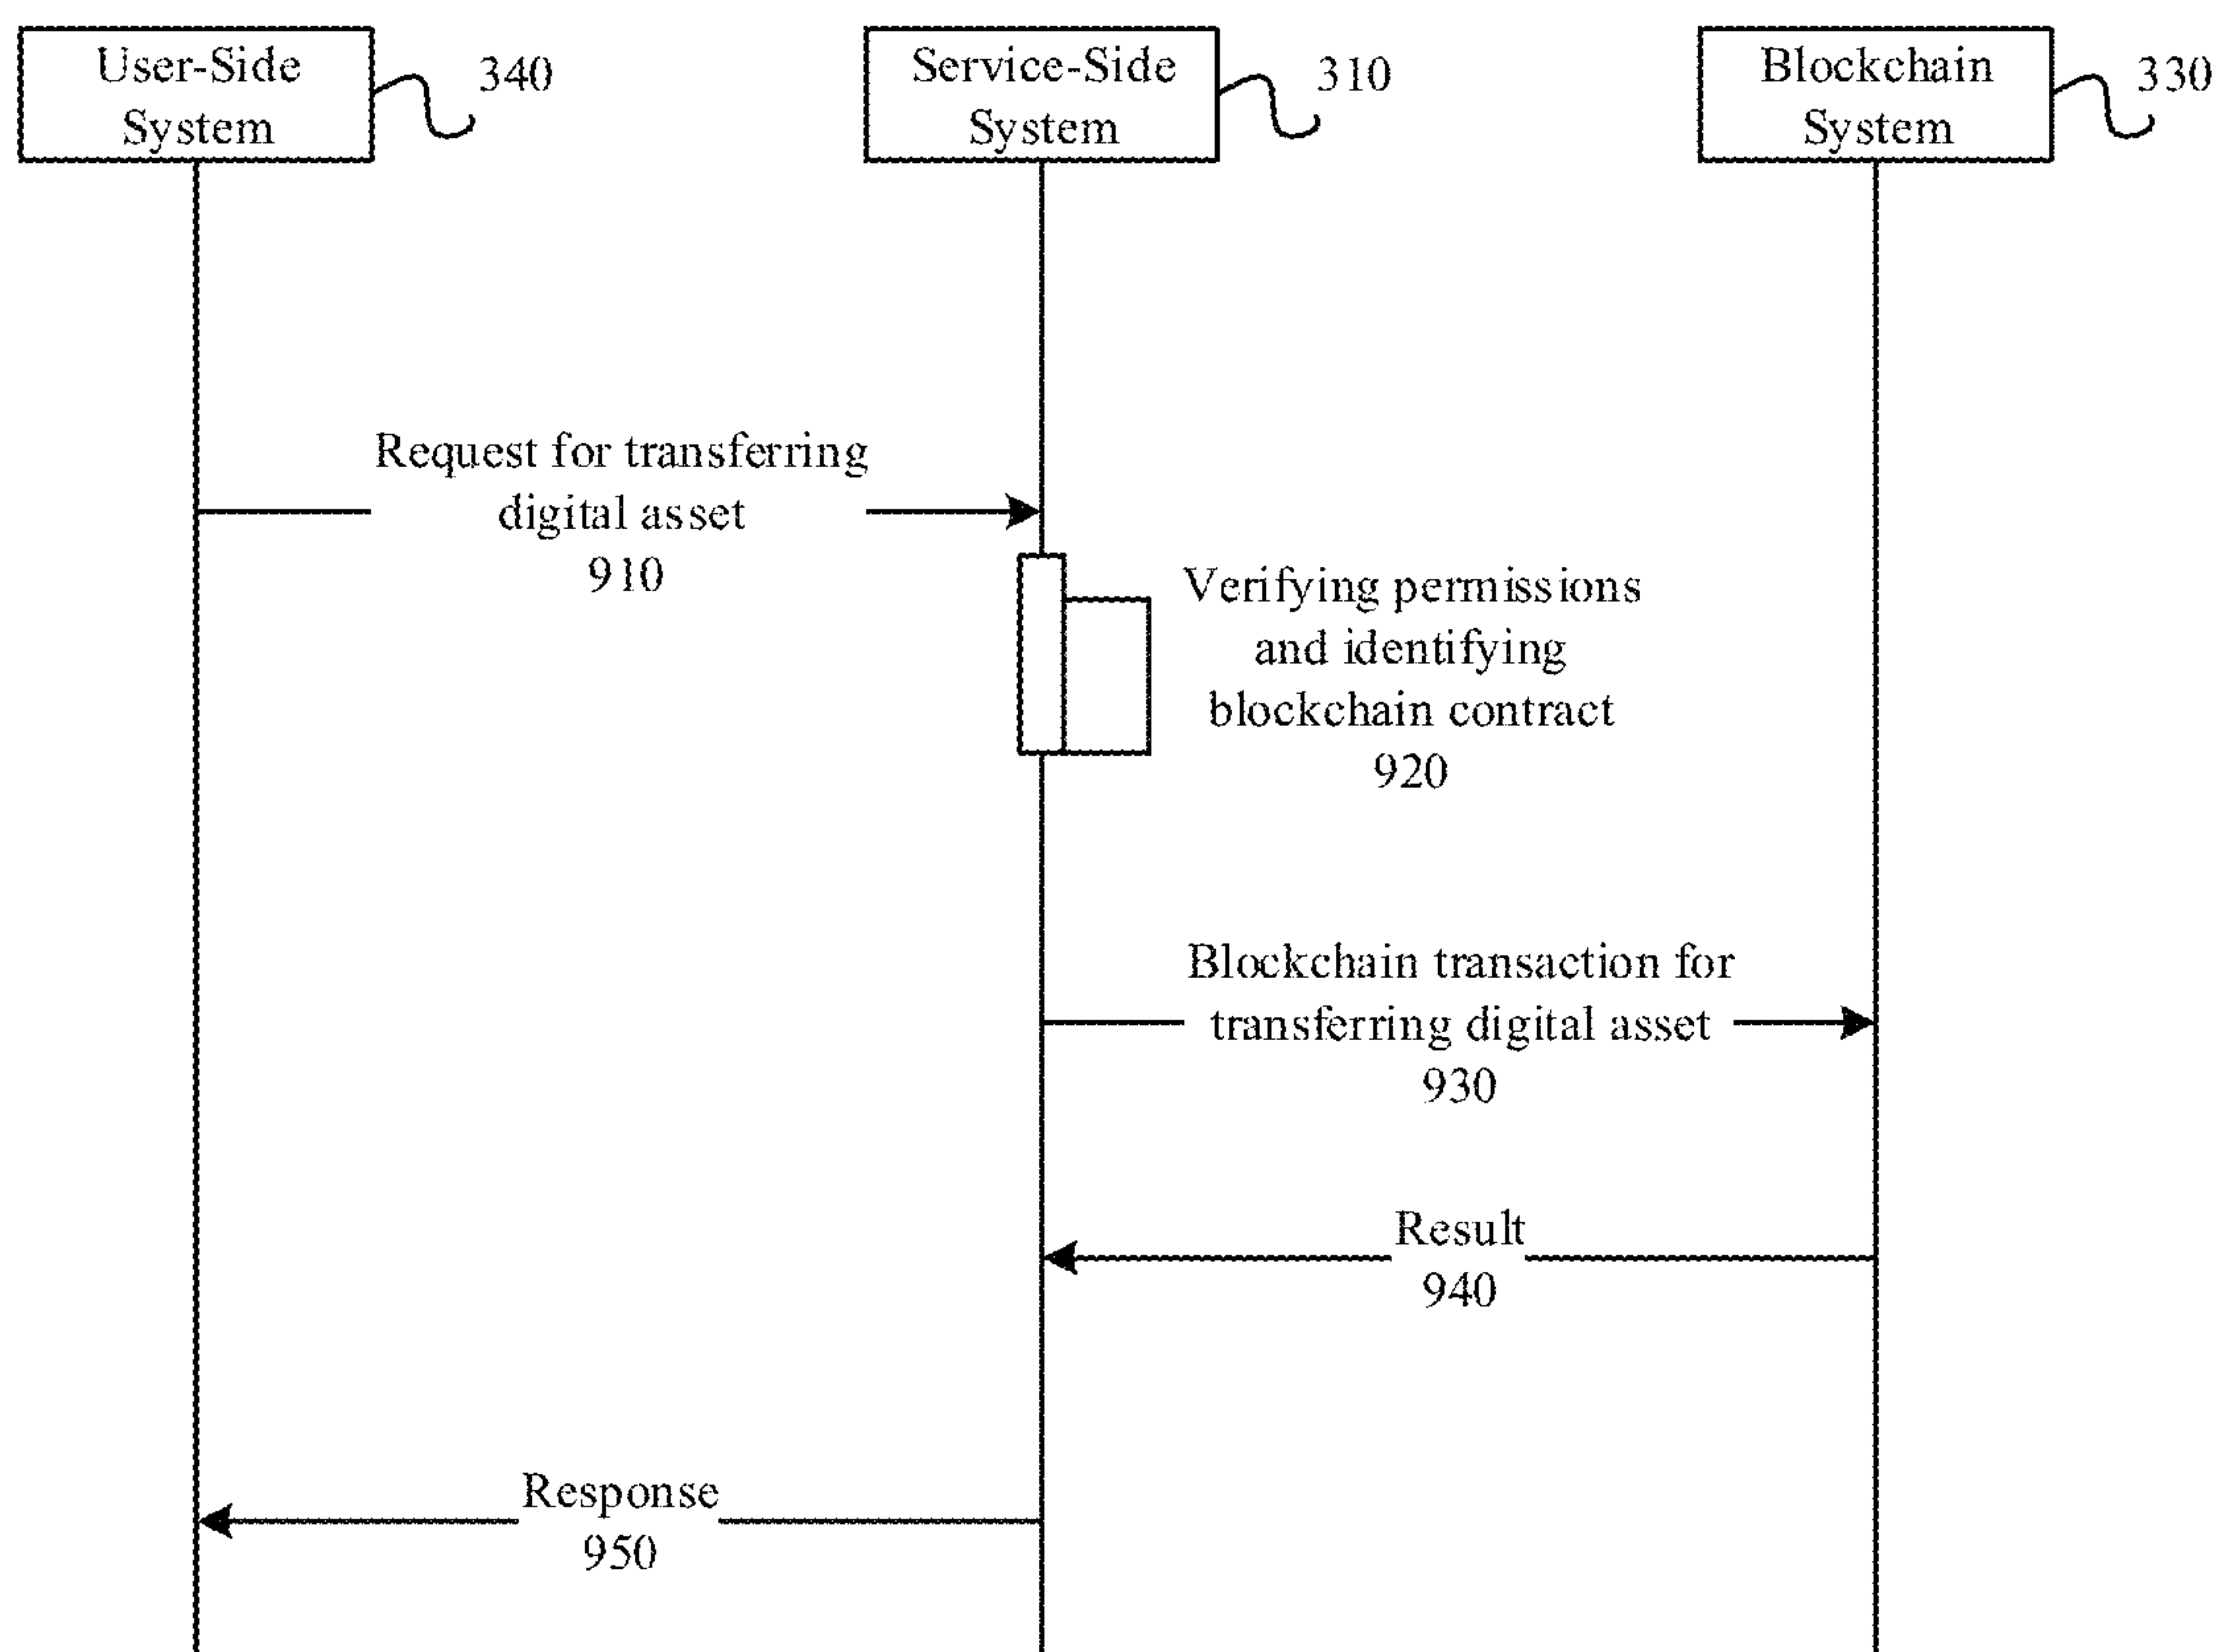 User-Side
System
340
Service-Side
System
310
Blockchain
System
330
Request for transferring
digital asset
910
Verifying permissions
and identifying
blockchain contract
920
Blockchain transaction for
transferring digital asset
930
Result
940
Response
950